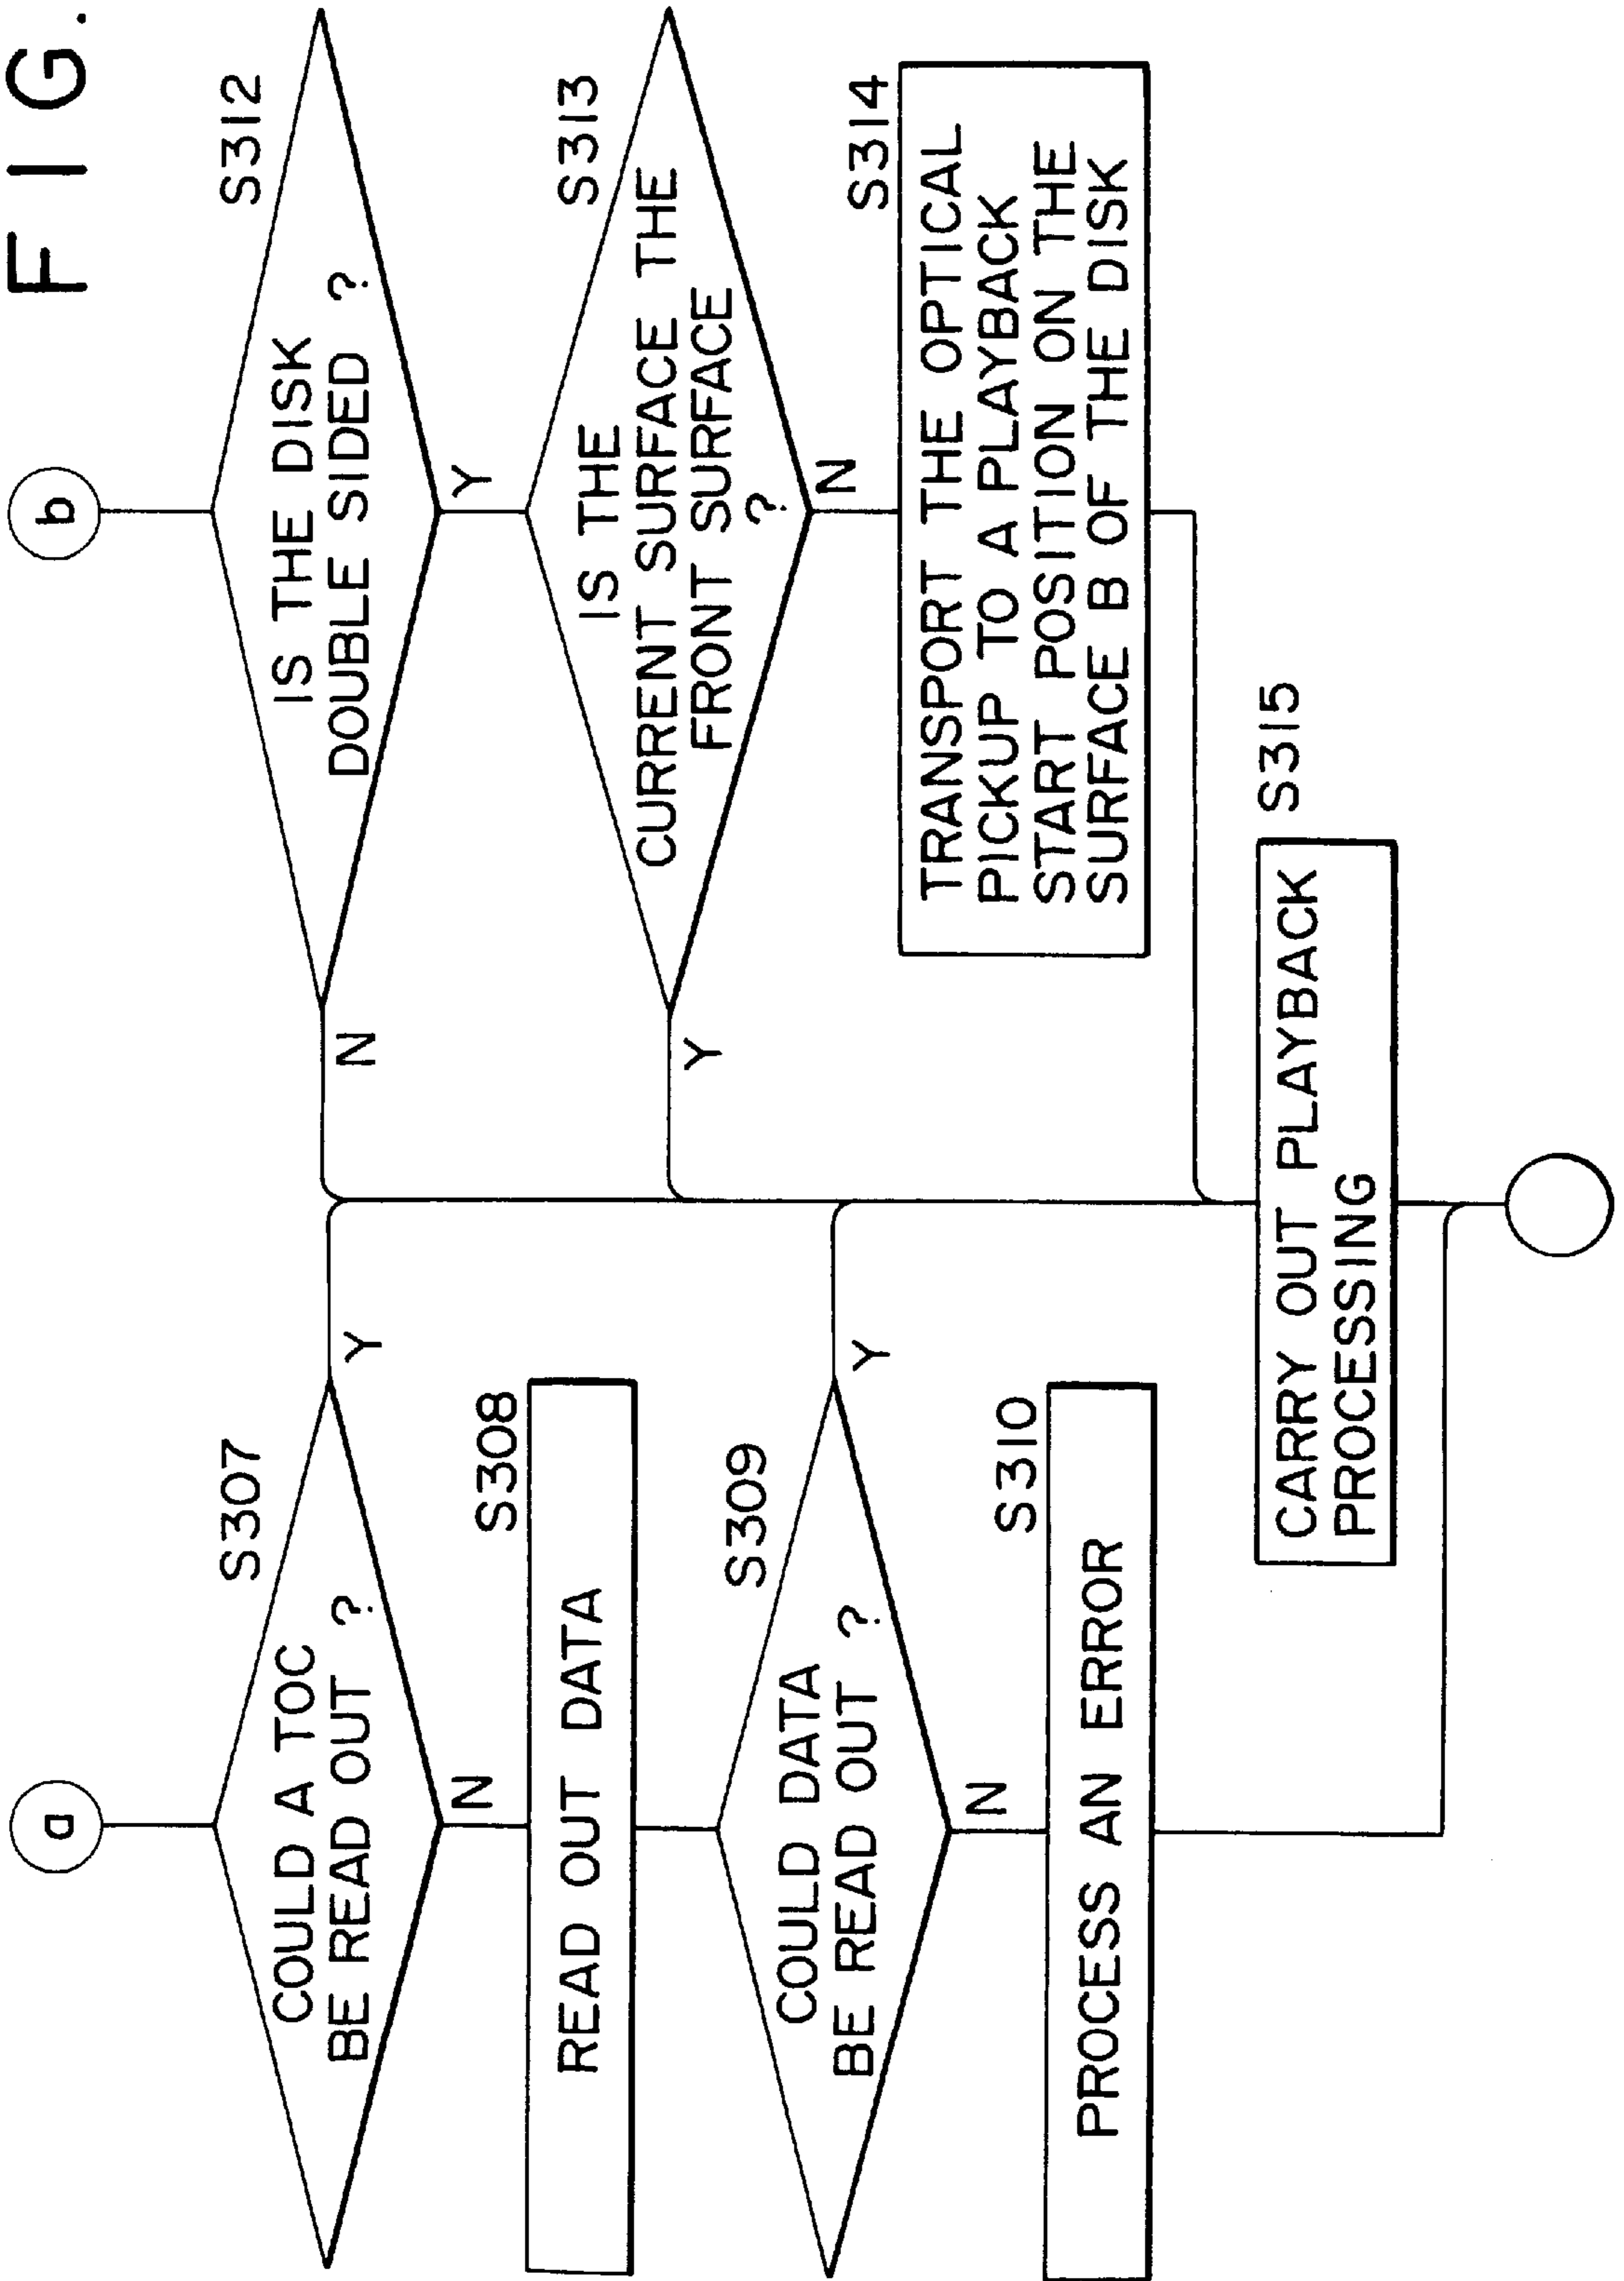 FIG.
a
S307
COULD A TOC
BE READ OUT ?
Y
N
S308
READ OUT DATA
S309
COULD DATA
BE READ OUT ?
Y
N
S310
PROCESS AN ERROR
b
S312
IS THE DISK
DOUBLE SIDED ?
N
Y
S313
IS THE
CURRENT SURFACE THE
FRONT SURFACE
?
Y
N
S314
TRANSPORT THE OPTICAL
PICKUP TO A PLAYBACK
START POSITION ON THE
SURFACE B OF THE DISK
S315
CARRY OUT PLAYBACK
PROCESSING